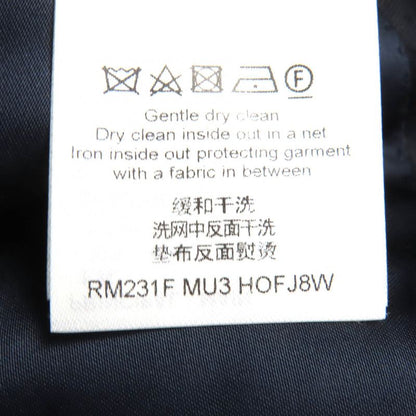 F
Gentle dry clean
Dry clean inside out in a net
Iron inside out protecting garment
with a fabric in between
缓和干洗
洗网中反面干洗
垫布反面熨烫
RM231F MU3 HOFJ8W